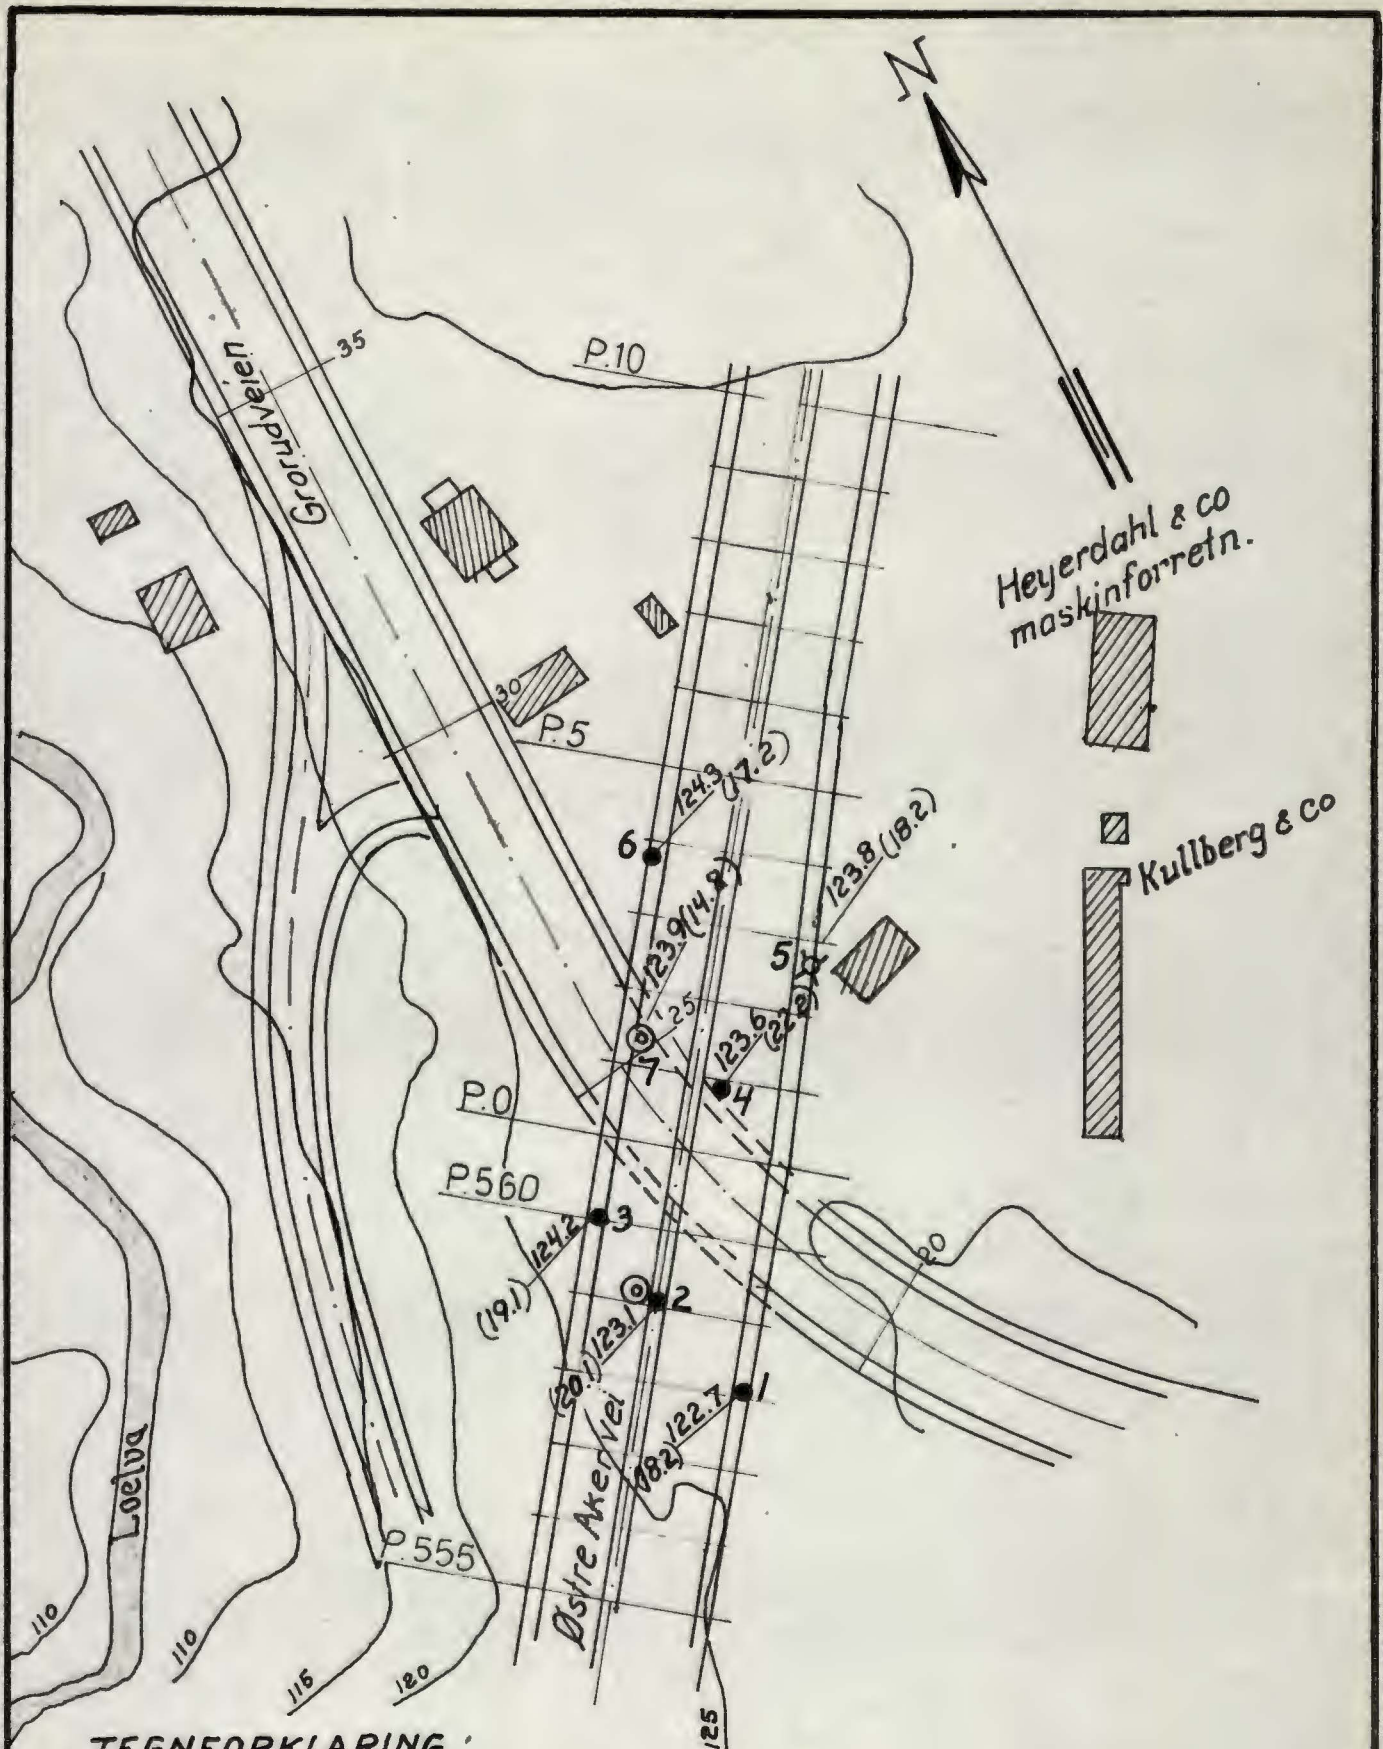 N
35
P.10
Grorudveien
Heyerdahl & co
maskinforretn.
30
P.5
124.3 (17.2)
6
123.8 (18.2)
Kullberg & co
123.9 (14.8)
5
25
7
123.6
(22.2)
4
P.0
P.560
3
124.2
(19.1)
20
2
123.1
(20.1)
1
122.7
(18.2)
Østre Aker vei
Loelva
P.555
110
110
115
120
125
TEGNFORKLARING: